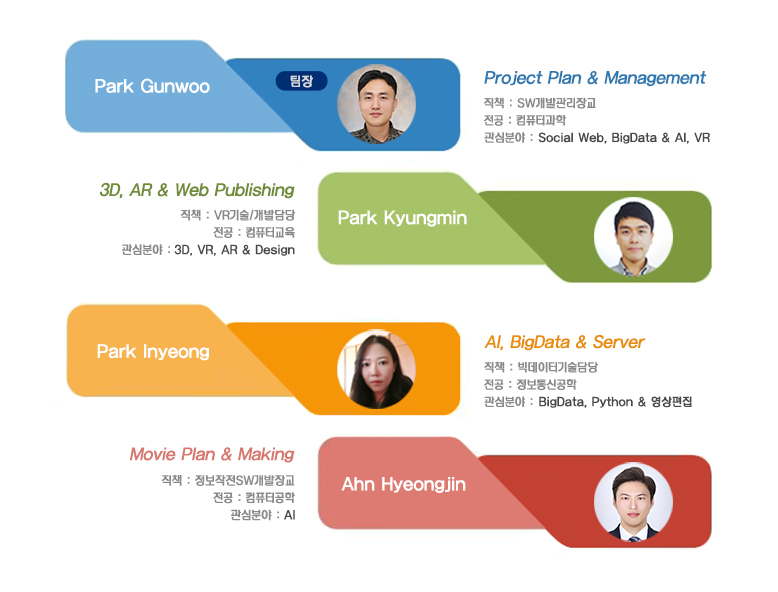 Park Gunwoo
팀장
Project Plan & Management
직책 : SW개발관리장교
전공 : 컴퓨터과학
관심분야 : Social Web, BigData & AI, VR
3D, AR & Web Publishing
직책 : VR기술/개발담당
전공 : 컴퓨터교육
관심분야 : 3D, VR, AR & Design
Park Kyungmin
Park Inyeong
AI, BigData & Server
직책 : 빅데이터기술담당
전공 : 정보통신공학
관심분야 : BigData, Python & 영상편집
Movie Plan & Making
직책 : 정보작전SW개발장교
전공 : 컴퓨터공학
관심분야 : AI
Ahn Hyeongjin